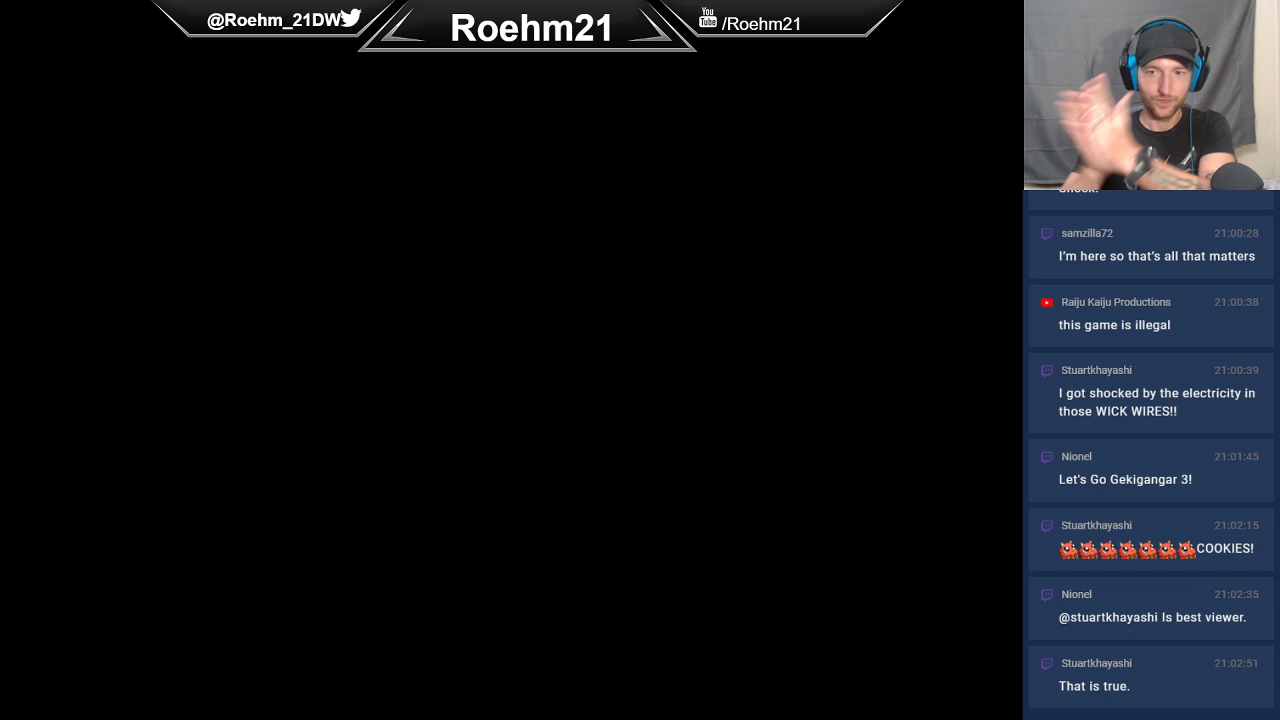 @Roehm_21DW
Roehm21
You
Tube
/Roehm21
samzilla72 21:00:28
I'm here so that's all that matters
Raiju Kaiju Productions 21:00:38
this game is illegal
Stuartkhayashi 21:00:39
I got shocked by the electricity in
those WICK WIRES!!
Nionel 21:01:45
Let's Go Gekigangar 3!
Stuartkhayashi 21:02:15
COOKIES!
Nionel 21:02:35
@stuartkhayashi Is best viewer.
Stuartkhayashi 21:02:51
That is true.